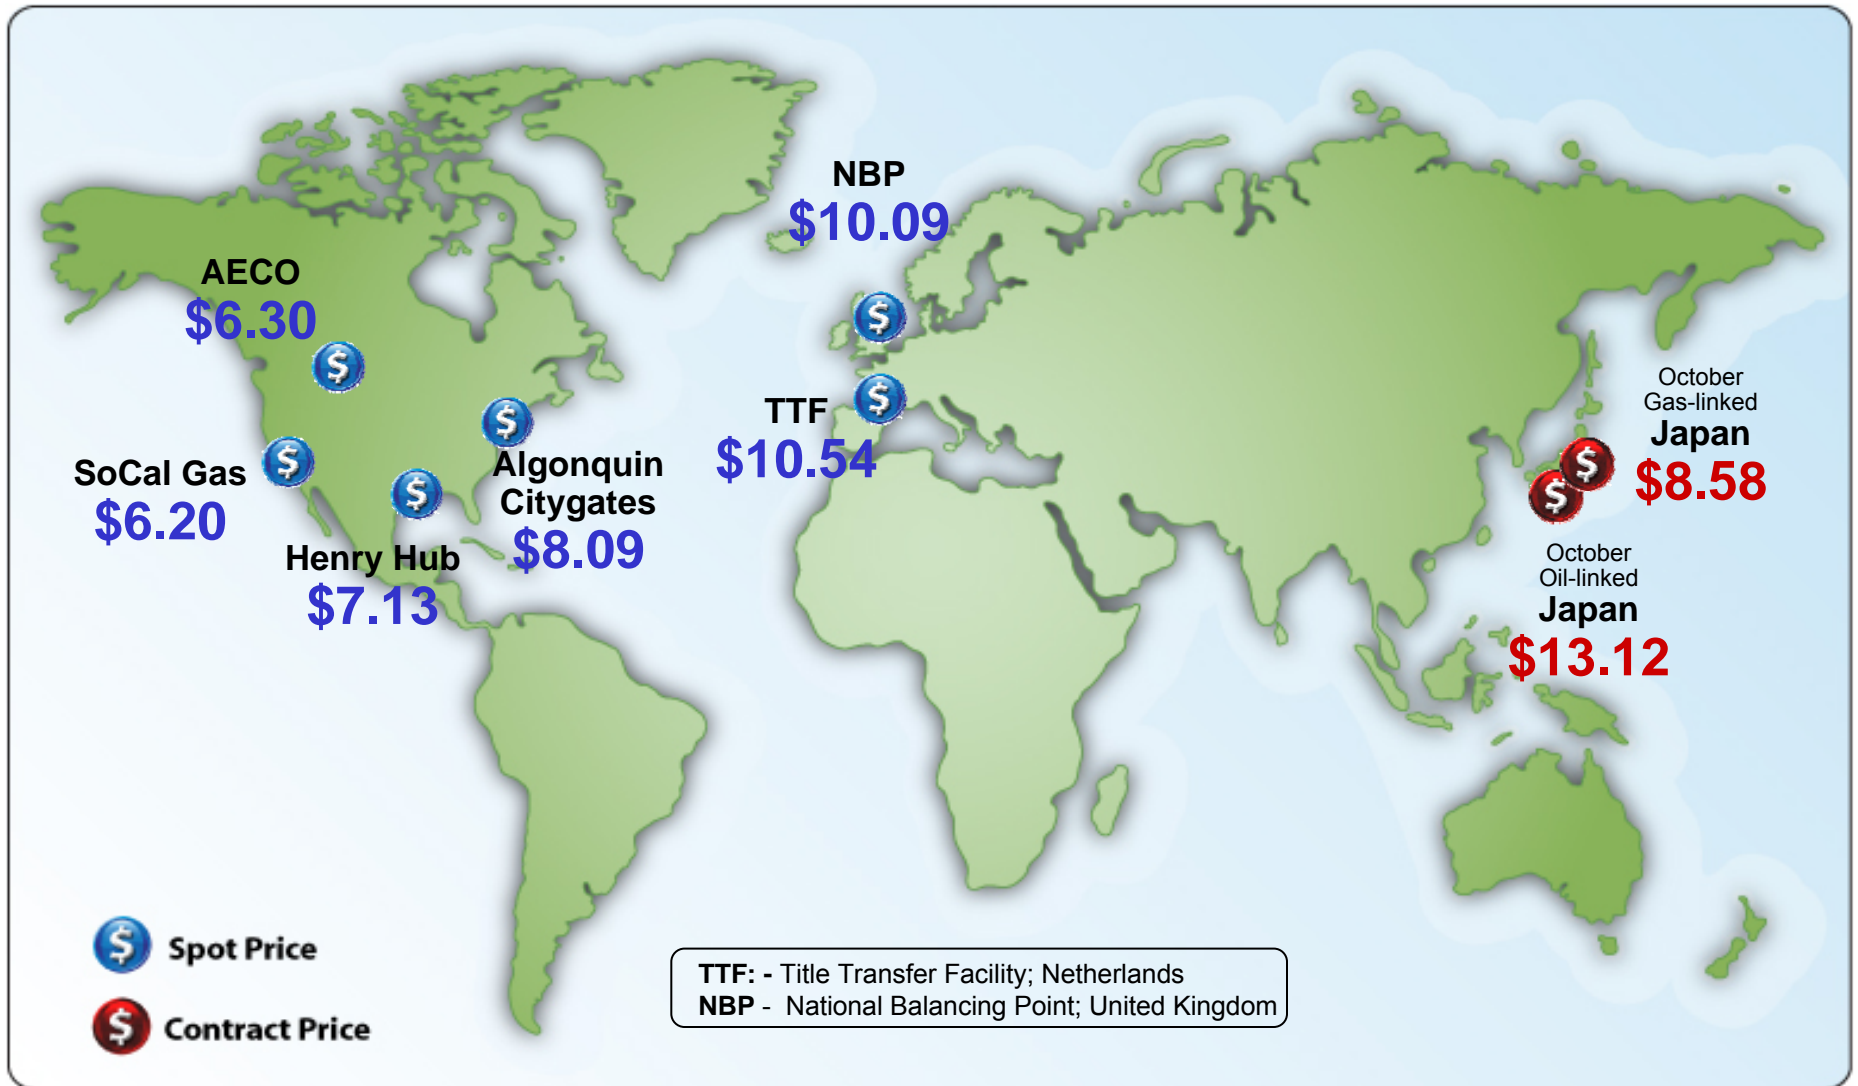 NBP
$10.09
AECO
$6.30
October
Gas-linked
Japan
$8.58
TTF
$10.54
SoCal Gas
$6.20
Algonquin
Citygates
$8.09
Henry Hub
$7.13
October
Oil-linked
Japan
$13.12
$ Spot Price
$ Contract Price
TTF: - Title Transfer Facility; Netherlands
NBP - National Balancing Point; United Kingdom